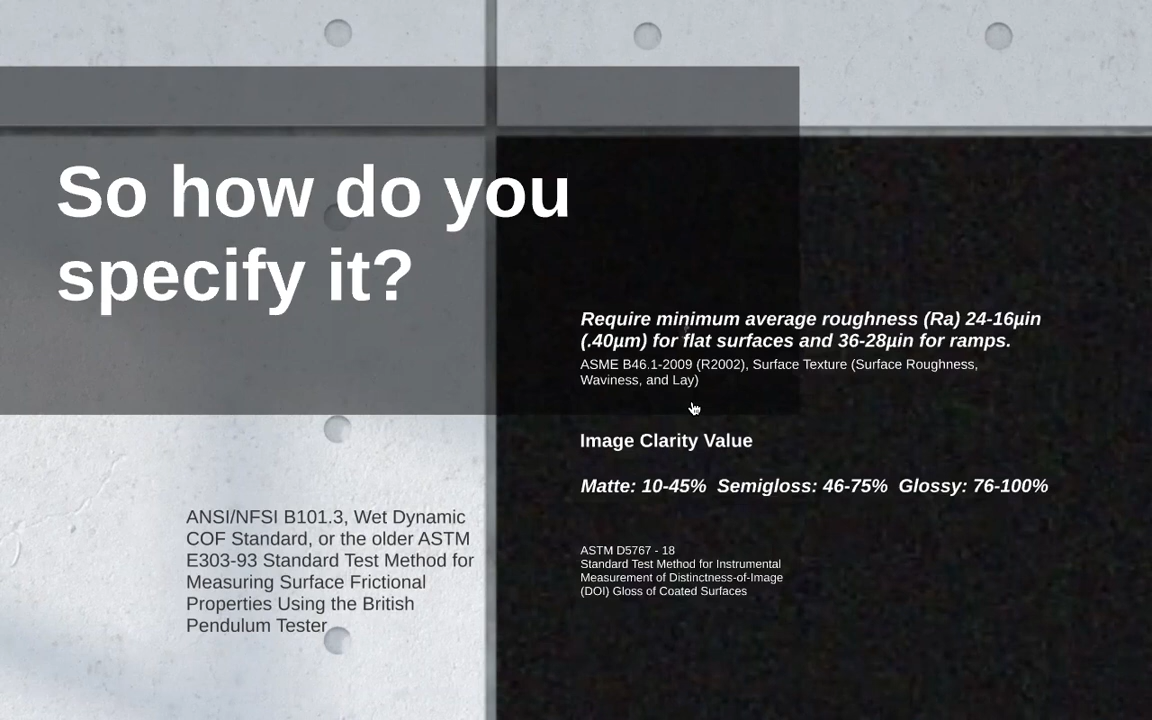 So how do you
specify it?
Require minimum average roughness (Ra) 24-16µin
(.40µm) for flat surfaces and 36-28µin for ramps.
ASME B46.1-2009 (R2002), Surface Texture (Surface Roughness,
Waviness, and Lay)
Image Clarity Value
Matte: 10-45%  Semigloss: 46-75%  Glossy: 76-100%
ANSI/NFSI B101.3, Wet Dynamic
COF Standard, or the older ASTM
E303-93 Standard Test Method for
Measuring Surface Frictional
Properties Using the British
Pendulum Tester
ASTM D5767 - 18
Standard Test Method for Instrumental
Measurement of Distinctness-of-Image
(DOI) Gloss of Coated Surfaces